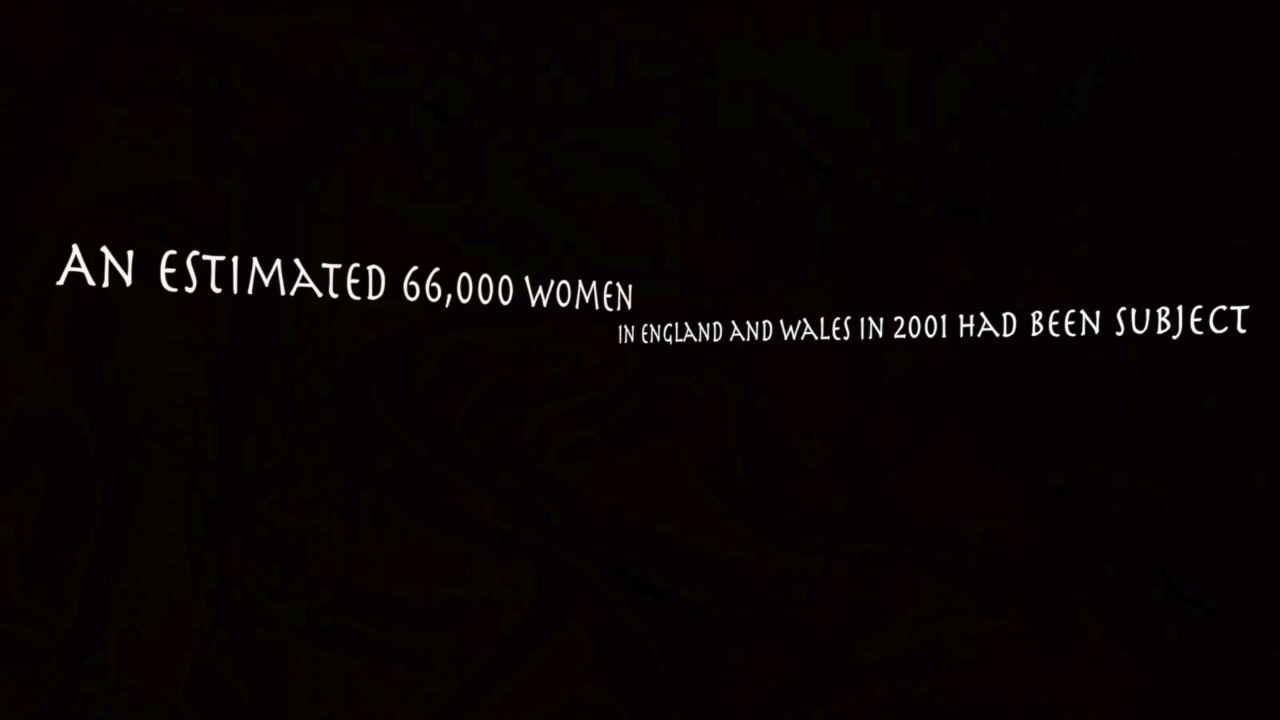 AN ESTIMATED 66,000 WOMEN
IN ENGLAND AND WALES IN 2001 HAD BEEN SUBJECT